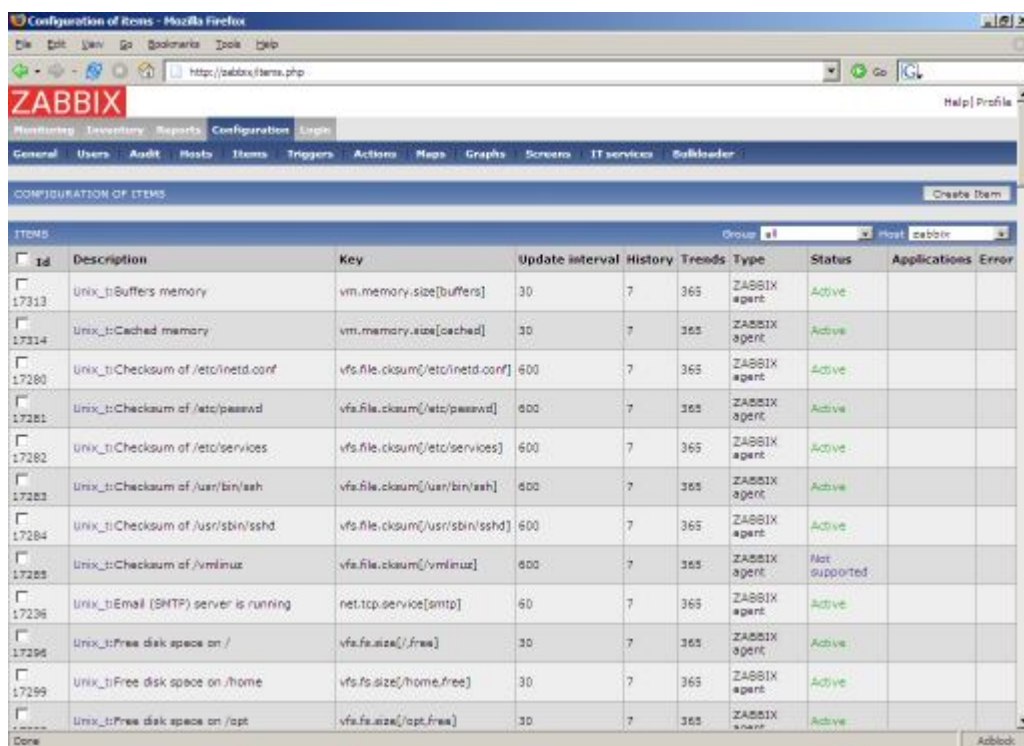 Configuration of items - Mozilla Firefox
File Edit View Go Bookmarks Tools Help
http://zabbix/items.php Go
ZABBIX Help | Profile
Monitoring Inventory Reports Configuration Login
General Users Audit Hosts Items Triggers Actions Maps Graphs Screens IT services Bulkloader
CONFIGURATION OF ITEMS Create Item
ITEMS Group all Host zabbix
Id Description Key Update interval History Trends Type Status Applications Error
17313 Unix_t:Buffers memory vm.memory.size[buffers] 30 7 365 ZABBIX agent Active
17314 Unix_t:Cached memory vm.memory.size[cached] 30 7 365 ZABBIX agent Active
17280 Unix_t:Checksum of /etc/inetd.conf vfs.file.cksum[/etc/inetd.conf] 600 7 365 ZABBIX agent Active
17281 Unix_t:Checksum of /etc/passwd vfs.file.cksum[/etc/passwd] 600 7 365 ZABBIX agent Active
17282 Unix_t:Checksum of /etc/services vfs.file.cksum[/etc/services] 600 7 365 ZABBIX agent Active
17283 Unix_t:Checksum of /usr/bin/ssh vfs.file.cksum[/usr/bin/ssh] 600 7 365 ZABBIX agent Active
17284 Unix_t:Checksum of /usr/sbin/sshd vfs.file.cksum[/usr/sbin/sshd] 600 7 365 ZABBIX agent Active
17285 Unix_t:Checksum of /vmlinuz vfs.file.cksum[/vmlinuz] 600 7 365 ZABBIX agent Not supported
17236 Unix_t:Email (SMTP) server is running net.tcp.service[smtp] 60 7 365 ZABBIX agent Active
17296 Unix_t:Free disk space on / vfs.fs.size[/,free] 30 7 365 ZABBIX agent Active
17299 Unix_t:Free disk space on /home vfs.fs.size[/home,free] 30 7 365 ZABBIX agent Active
Unix_t:Free disk space on /opt vfs.fs.size[/opt,free] 30 7 365 ZABBIX agent Active
Done Adblock